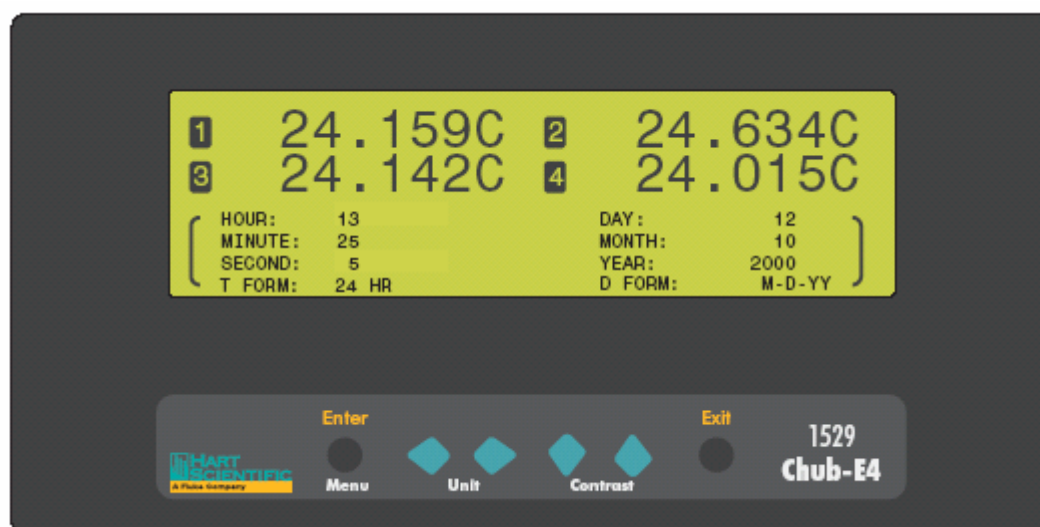 1 24.159C 2 24.634C
3 24.142C 4 24.015C
HOUR: 13 DAY: 12
MINUTE: 25 MONTH: 10
SECOND: 5 YEAR: 2000
T FORM: 24 HR D FORM: M-D-YY
Enter Exit
1529
Chub-E4
HART
SCIENTIFIC
A Fluke Company
Menu Unit Contrast